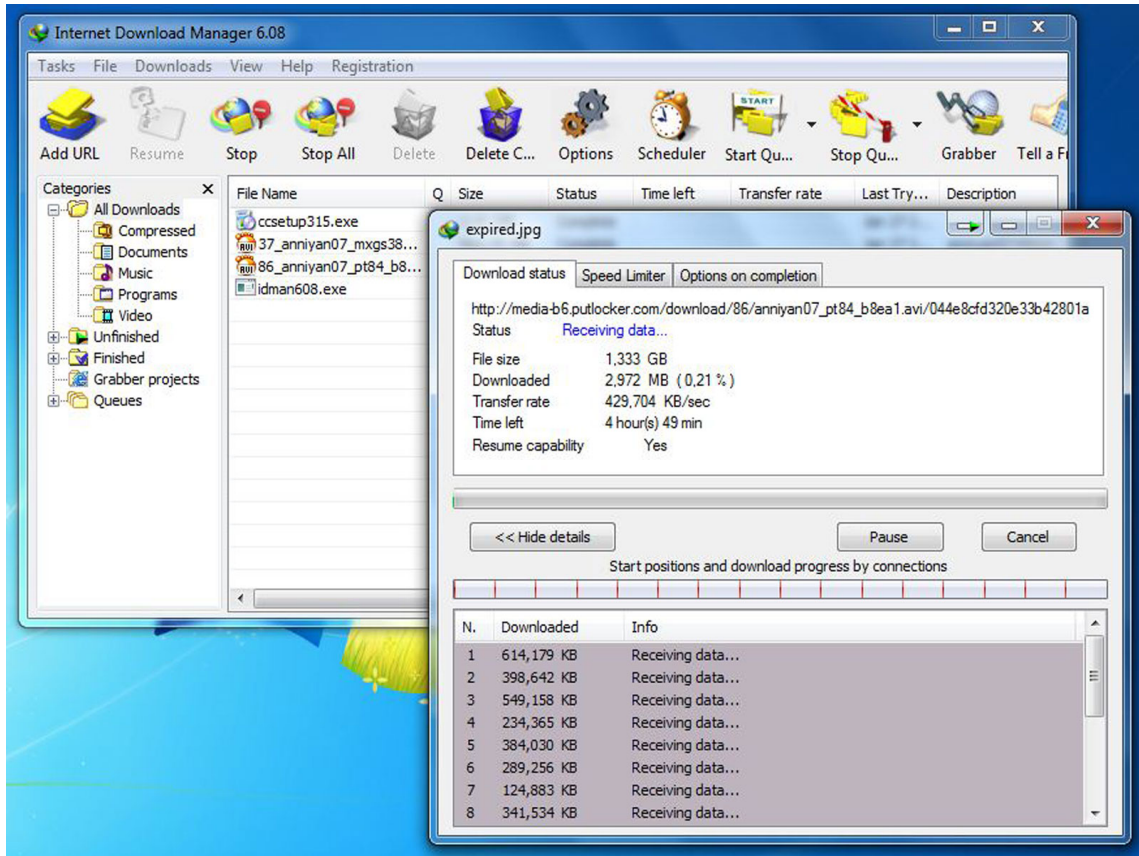 Internet Download Manager 6.08
Tasks File Downloads View Help Registration
Add URL Resume Stop Stop All Delete Delete C... Options Scheduler Start Qu... Stop Qu... Grabber Tell a Fr
START
Categories
All Downloads
Compressed
Documents
Music
Programs
Video
Unfinished
Finished
Grabber projects
Queues
File Name Q Size Status Time left Transfer rate Last Try... Description
ccsetup315.exe
37_anniyan07_mxgs38...
86_anniyan07_pt84_b8...
idman608.exe
expired.jpg
Download status Speed Limiter Options on completion
http://media-b6.putlocker.com/download/86/anniyan07_pt84_b8ea1.avi/044e8cfd320e33b42801a
Status Receiving data...
File size 1,333 GB
Downloaded 2,972 MB ( 0,21 % )
Transfer rate 429,704 KB/sec
Time left 4 hour(s) 49 min
Resume capability Yes
<< Hide details Pause Cancel
Start positions and download progress by connections
N. Downloaded Info
1 614,179 KB Receiving data...
2 398,642 KB Receiving data...
3 549,158 KB Receiving data...
4 234,365 KB Receiving data...
5 384,030 KB Receiving data...
6 289,256 KB Receiving data...
7 124,883 KB Receiving data...
8 341,534 KB Receiving data...